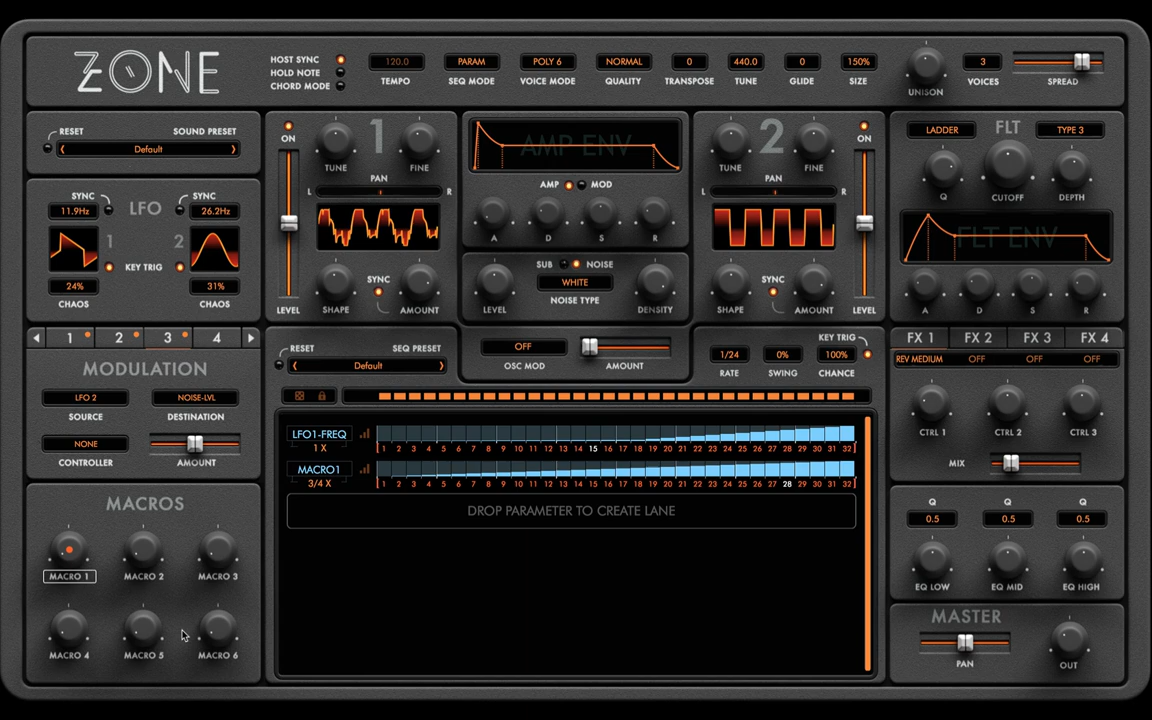 ZONE
HOST SYNC
HOLD NOTE
CHORD MODE
120.0 PARAM POLY 6 NORMAL 0 440.0 0 150% 3
TEMPO SEQ MODE VOICE MODE QUALITY TRANSPOSE TUNE GLIDE SIZE UNISON VOICES SPREAD
RESET SOUND PRESET
Default
SYNC LFO SYNC
11.9Hz 26.2Hz
1 2
KEY TRIG
24% 31%
CHAOS CHAOS
ON 1
TUNE FINE
PAN
L R
SYNC
LEVEL SHAPE AMOUNT
AMP ENV
AMP MOD
A D S R
SUB NOISE
WHITE
LEVEL NOISE TYPE DENSITY
2 ON
TUNE FINE
PAN
L R
SYNC
SHAPE AMOUNT LEVEL
LADDER FLT TYPE 3
Q CUTOFF DEPTH
FLT ENV
A D S R
1 2 3 4
MODULATION
LFO 2 NOISE-LVL
SOURCE DESTINATION
NONE
CONTROLLER AMOUNT
RESET SEQ PRESET
Default
OFF
OSC MOD AMOUNT
KEY TRIG
1/24 0% 100%
RATE SWING CHANCE
LFO1-FREQ
1 X 1 2 3 4 5 6 7 8 9 10 11 12 13 14 15 16 17 18 19 20 21 22 23 24 25 26 27 28 29 30 31 32
MACRO1
3/4 X 1 2 3 4 5 6 7 8 9 10 11 12 13 14 15 16 17 18 19 20 21 22 23 24 25 26 27 28 29 30 31 32
DROP PARAMETER TO CREATE LANE
FX 1 FX 2 FX 3 FX 4
REV MEDIUM OFF OFF OFF
CTRL 1 CTRL 2 CTRL 3
MIX
Q Q Q
0.5 0.5 0.5
EQ LOW EQ MID EQ HIGH
MACROS
MACRO 1 MACRO 2 MACRO 3
MACRO 4 MACRO 5 MACRO 6
MASTER
PAN OUT